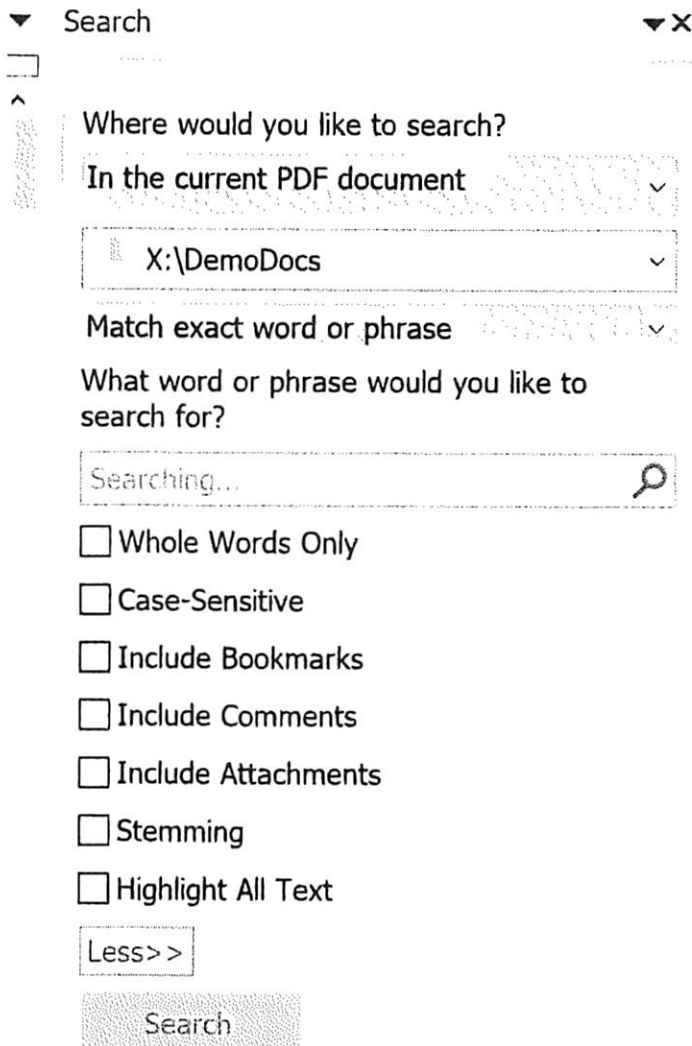 Search
Where would you like to search?
In the current PDF document
X:\DemoDocs
Match exact word or phrase
What word or phrase would you like to
search for?
Searching...
Whole Words Only
Case-Sensitive
Include Bookmarks
Include Comments
Include Attachments
Stemming
Highlight All Text
Less>>
Search